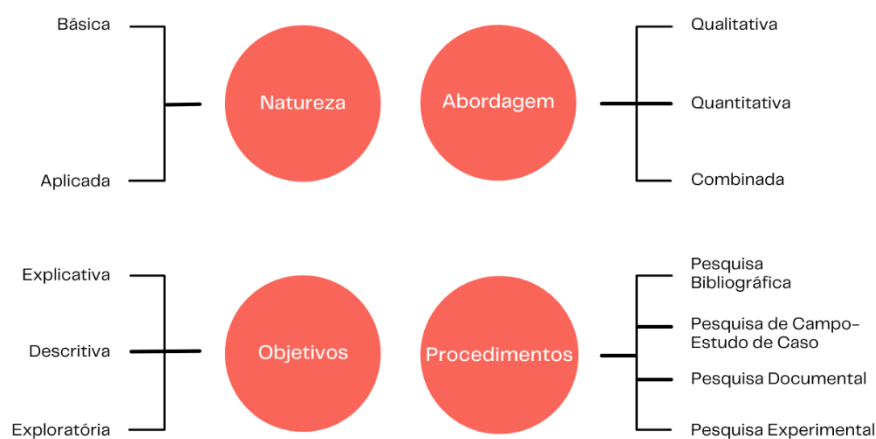 Básica
Aplicada
Natureza
Abordagem
Qualitativa
Quantitativa
Combinada
Explicativa
Descritiva
Exploratória
Objetivos
Procedimentos
Pesquisa
Bibliográfica
Pesquisa de Campo-
Estudo de Caso
Pesquisa Documental
Pesquisa Experimental